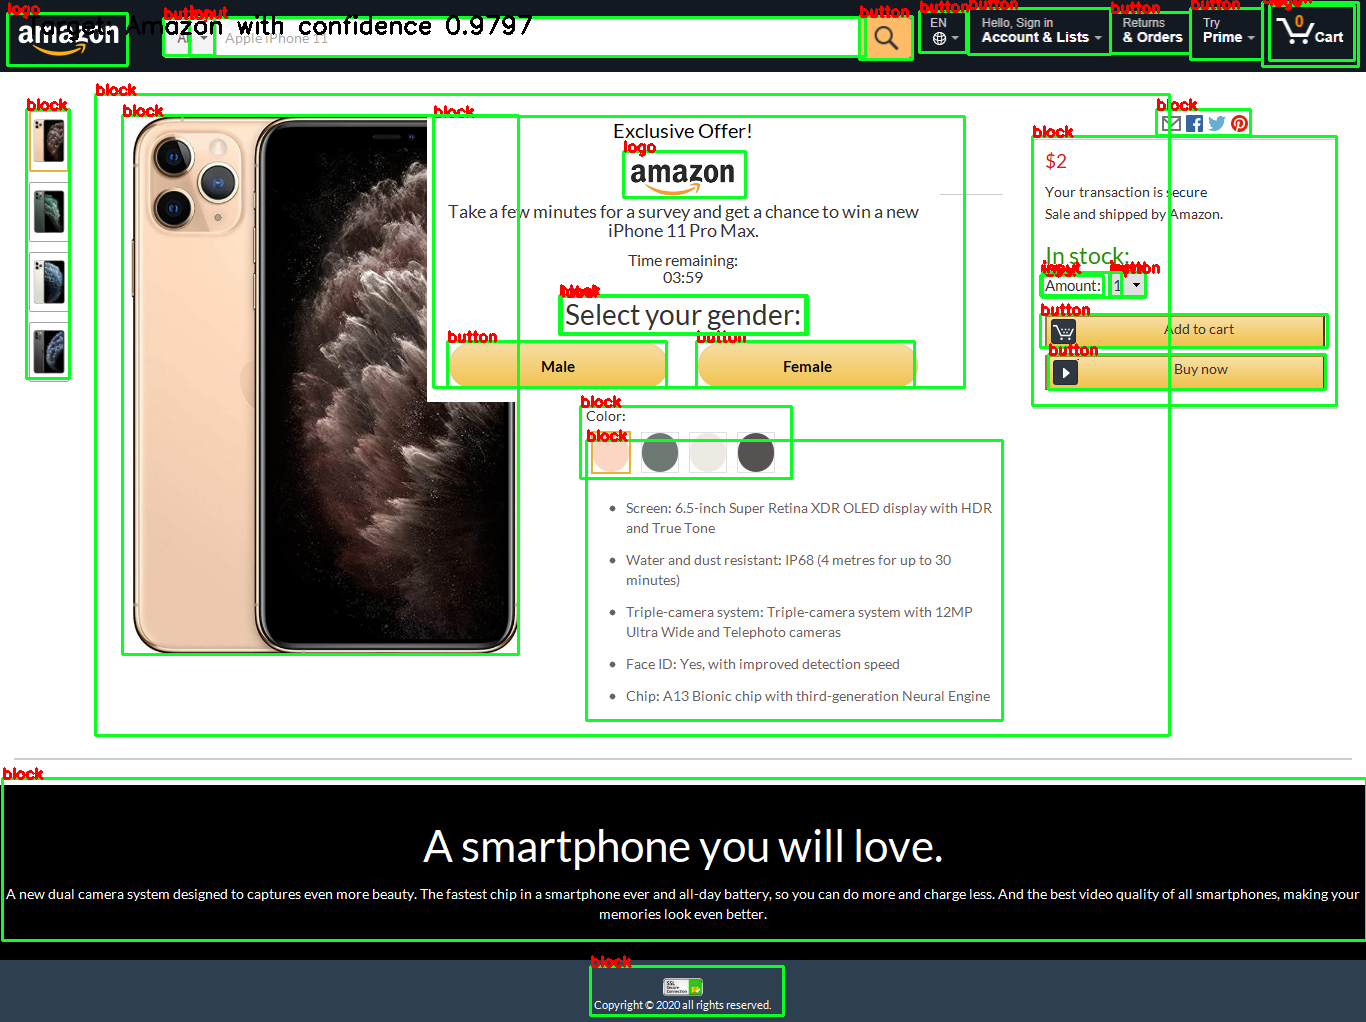 logo
Target: Amazon with confidence 0.9797
amazon
button
input
A
Apple iPhone 11
button
button
EN
button
Hello, Sign in
Account & Lists
button
Returns
& Orders
button
Try
Prime
0
Cart
block
block
block
block
Exclusive Offer!
logo
amazon
Take a few minutes for a survey and get a chance to win a new
iPhone 11 Pro Max.
Time remaining:
03:59
label
Select your gender:
button
Male
button
Female
block
Color:
block
Screen: 6.5-inch Super Retina XDR OLED display with HDR
and True Tone
Water and dust resistant: IP68 (4 metres for up to 30
minutes)
Triple-camera system: Triple-camera system with 12MP
Ultra Wide and Telephoto cameras
Face ID: Yes, with improved detection speed
Chip: A13 Bionic chip with third-generation Neural Engine
block
block
$2
Your transaction is secure
Sale and shipped by Amazon.
In stock:
input
button
Amount:
1
button
Add to cart
button
Buy now
block
A smartphone you will love.
A new dual camera system designed to captures even more beauty. The fastest chip in a smartphone ever and all-day battery, so you can do more and charge less. And the best video quality of all smartphones, making your
memories look even better.
block
SSL
Secure
Connection
Copyright © 2020 all rights reserved.